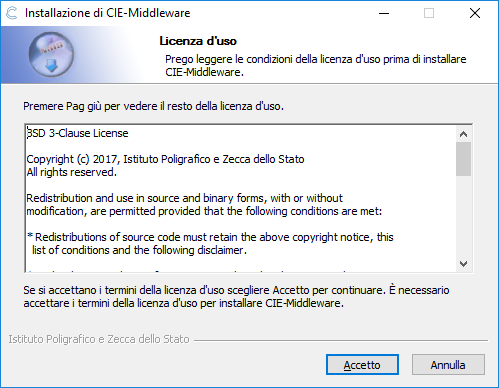 Installazione di CIE-Middleware
Licenza d'uso
Prego leggere le condizioni della licenza d'uso prima di installare
CIE-Middleware.
Premere Pag giù per vedere il resto della licenza d'uso.
BSD 3-Clause License
Copyright (c) 2017, Istituto Poligrafico e Zecca dello Stato
All rights reserved.
Redistribution and use in source and binary forms, with or without
modification, are permitted provided that the following conditions are met:
* Redistributions of source code must retain the above copyright notice, this
list of conditions and the following disclaimer.
Se si accettano i termini della licenza d'uso scegliere Accetto per continuare. È necessario
accettare i termini della licenza d'uso per installare CIE-Middleware.
Istituto Poligrafico e Zecca dello Stato
Accetto
Annulla